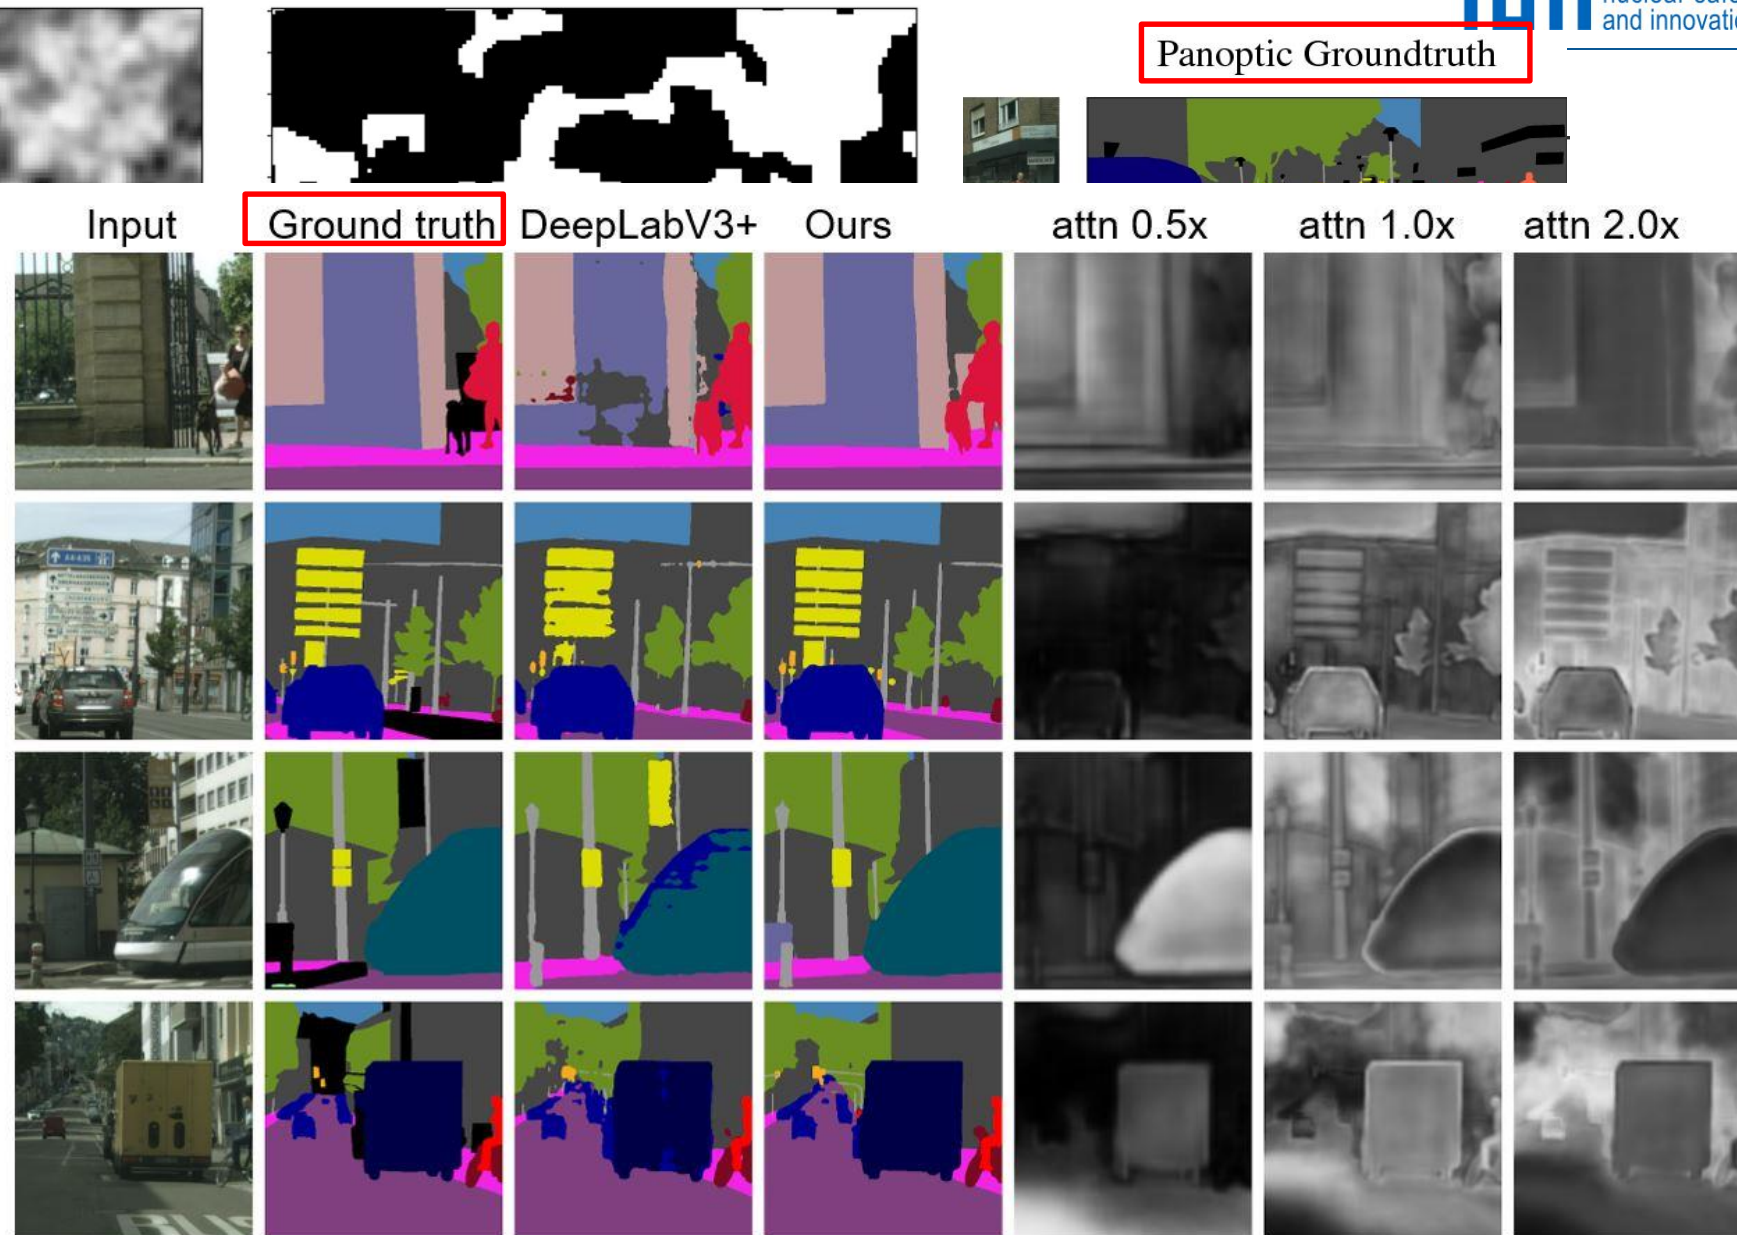 and innovati
Panoptic Groundtruth
Input Ground truth DeepLabV3+ Ours attn 0.5x attn 1.0x attn 2.0x